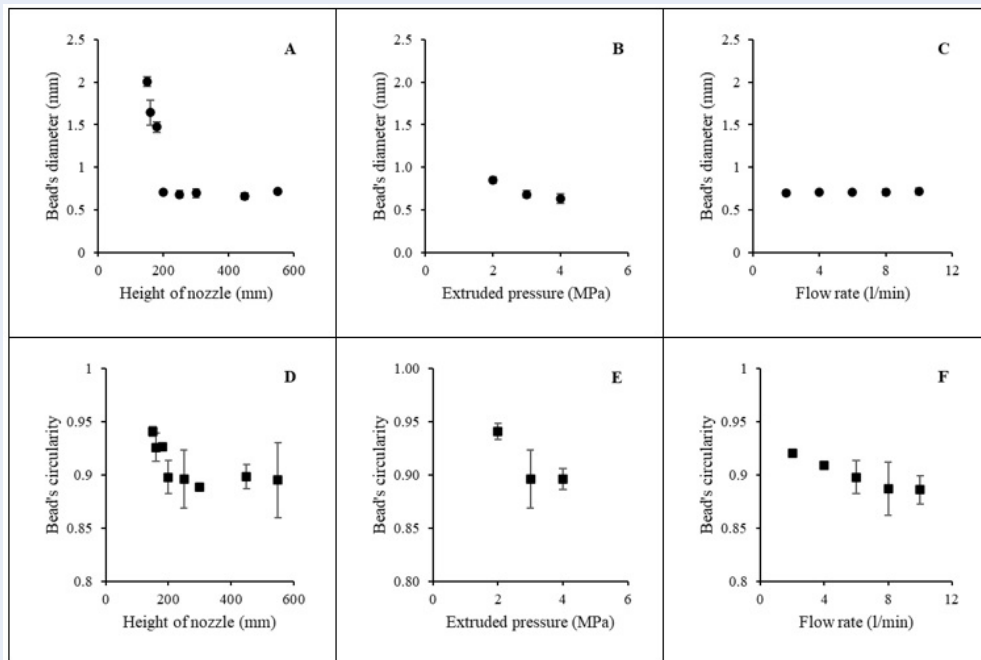 A
Bead's diameter (mm)
2.5
2
1.5
1
0.5
0
0 200 400 600
Height of nozzle (mm)
B
Bead's diameter (mm)
2.5
2.0
1.5
1.0
0.5
0.0
0 2 4 6
Extruded pressure (MPa)
C
Bead's diameter (mm)
2.5
2
1.5
1
0.5
0
0 4 8 12
Flow rate (l/min)
D
Bead's circularity
1
0.95
0.9
0.85
0.8
0 200 400 600
Height of nozzle (mm)
E
Bead's circularity
1.00
0.95
0.90
0.85
0.80
0 2 4 6
Extruded pressure (MPa)
F
Bead's circularity
1
0.95
0.9
0.85
0.8
0 4 8 12
Flow rate (l/min)